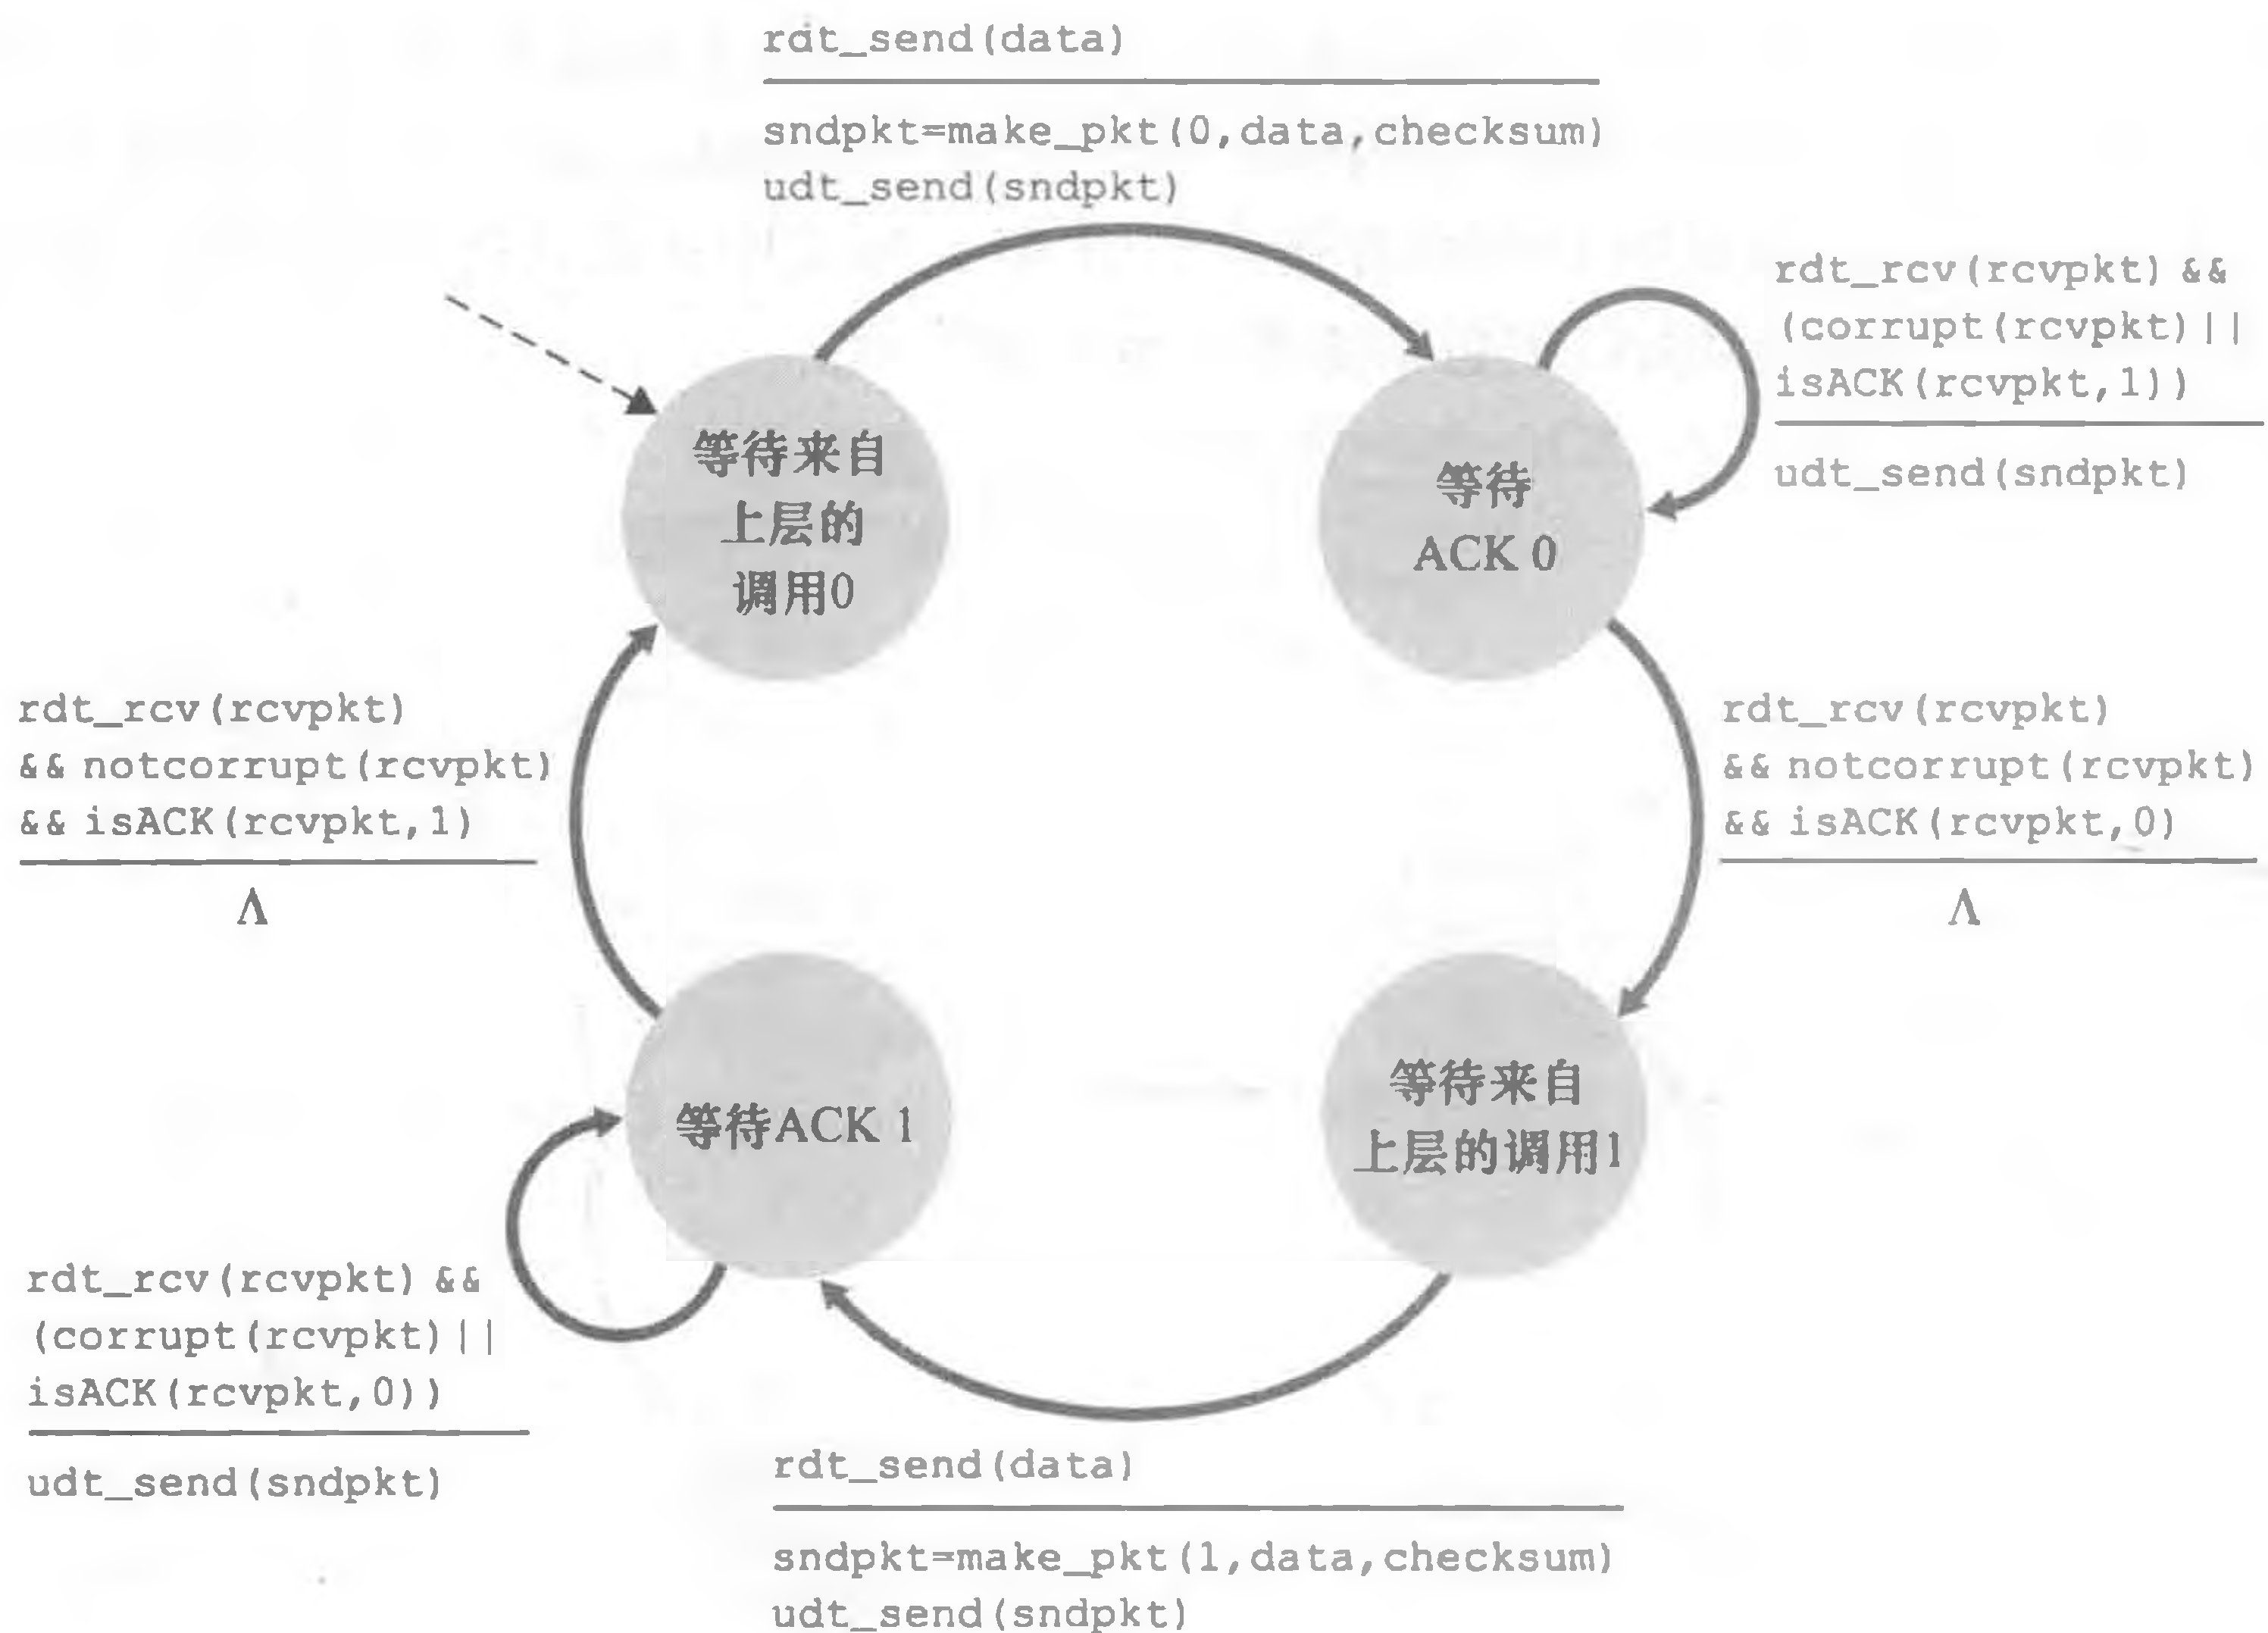 rdt_send(data)
sndpkt=make_pkt(0,data,checksum)
udt_send(sndpkt)
rdt_rcv(rcvpkt) &&
(corrupt(rcvpkt)||
isACK(rcvpkt,1))
udt_send(sndpkt)
等待来自
上层的
调用0
等待
ACK 0
rdt_rcv(rcvpkt)
&& notcorrupt(rcvpkt)
&& isACK(rcvpkt,1)
Λ
rdt_rcv(rcvpkt)
&& notcorrupt(rcvpkt)
&& isACK(rcvpkt,0)
Λ
等待ACK 1
等待来自
上层的调用1
rdt_rcv(rcvpkt) &&
(corrupt(rcvpkt)||
isACK(rcvpkt,0))
udt_send(sndpkt)
rdt_send(data)
sndpkt=make_pkt(1,data,checksum)
udt_send(sndpkt)